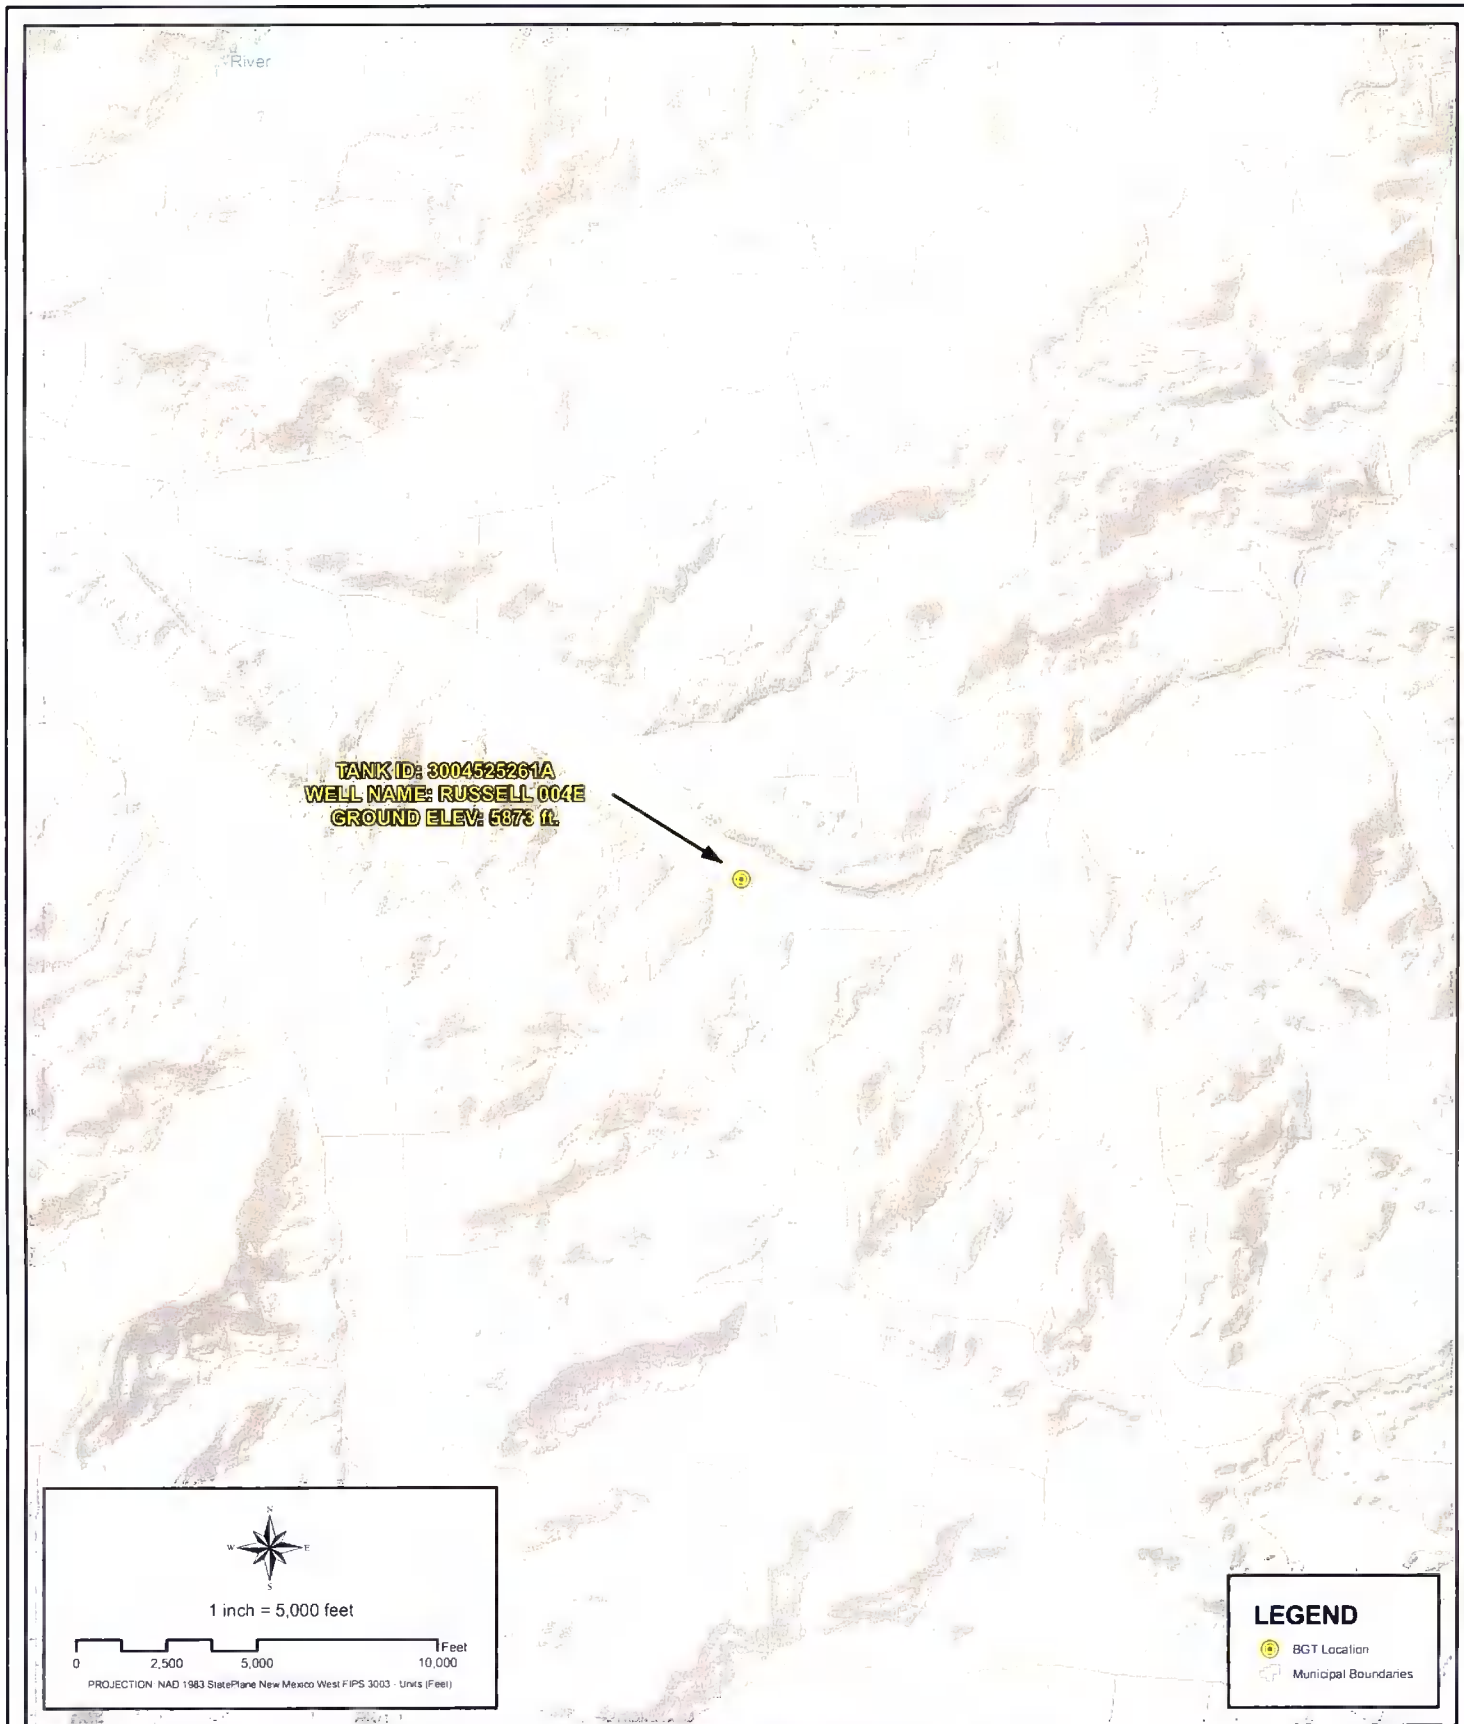 River
TANK ID: 3004525261A
WELL NAME: RUSSELL 004E
GROUND ELEV: 5873 ft.
N
W E
S
1 inch = 5,000 feet
Feet
0 2,500 5,000 10,000
PROJECTION NAD 1983 StatePlane New Mexico West FIPS 3003 - Units (Feet)
LEGEND
BGT Location
Municipal Boundaries